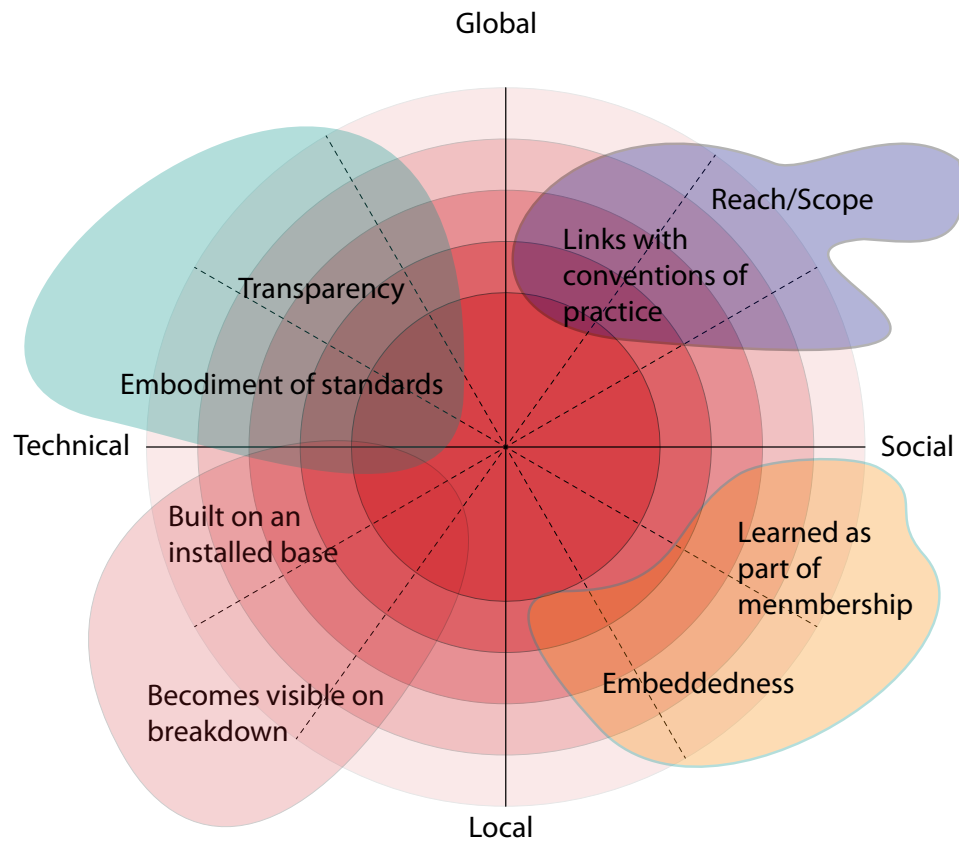 Global
Reach/Scope
Links with
conventions of
practice
Transparency
Embodiment of standards
Technical
Social
Built on an
installed base
Learned as
part of
menmbership
Becomes visible on
breakdown
Embeddedness
Local